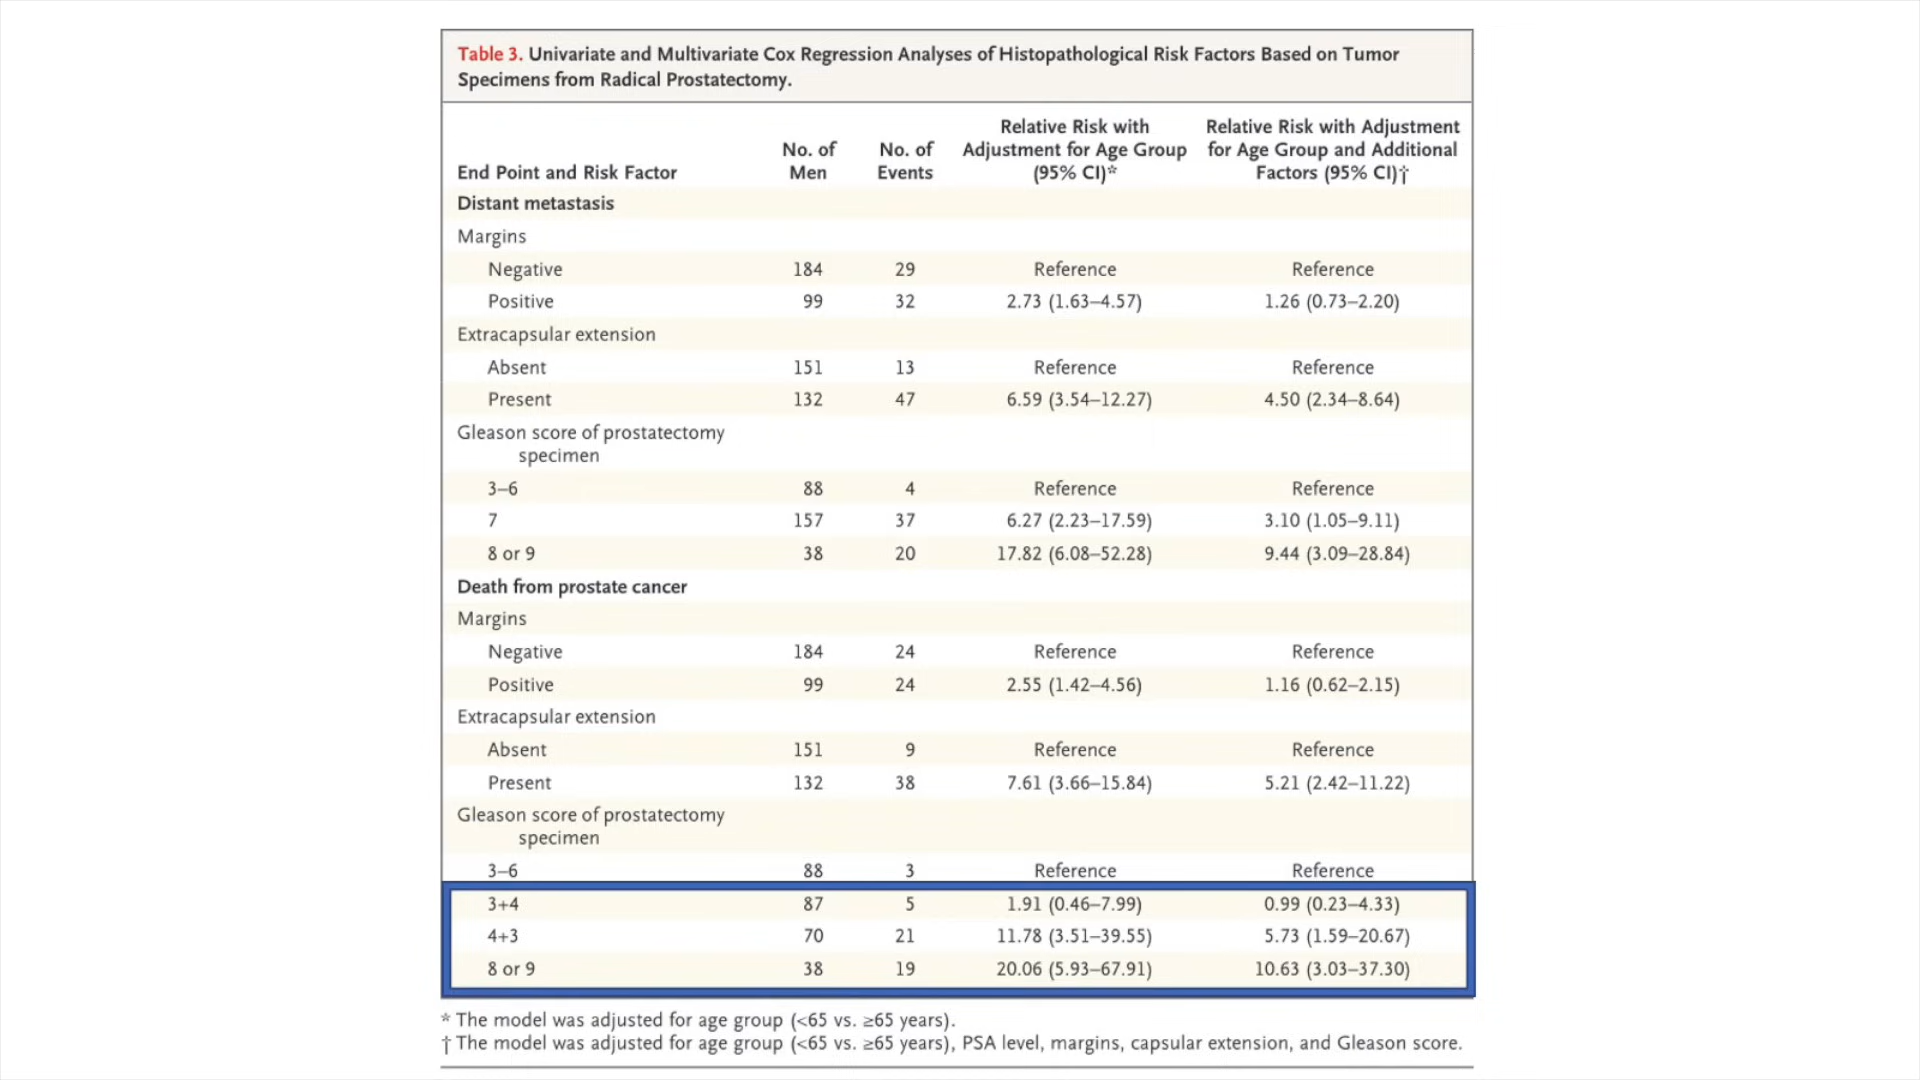 Table 3. Univariate and Multivariate Cox Regression Analyses of Histopathological Risk Factors Based on Tumor
Specimens from Radical Prostatectomy.
End Point and Risk Factor No. of Men No. of Events Relative Risk with Adjustment for Age Group (95% CI)* Relative Risk with Adjustment for Age Group and Additional Factors (95% CI)†
Distant metastasis
Margins
Negative 184 29 Reference Reference
Positive 99 32 2.73 (1.63–4.57) 1.26 (0.73–2.20)
Extracapsular extension
Absent 151 13 Reference Reference
Present 132 47 6.59 (3.54–12.27) 4.50 (2.34–8.64)
Gleason score of prostatectomy
specimen
3–6 88 4 Reference Reference
7 157 37 6.27 (2.23–17.59) 3.10 (1.05–9.11)
8 or 9 38 20 17.82 (6.08–52.28) 9.44 (3.09–28.84)
Death from prostate cancer
Margins
Negative 184 24 Reference Reference
Positive 99 24 2.55 (1.42–4.56) 1.16 (0.62–2.15)
Extracapsular extension
Absent 151 9 Reference Reference
Present 132 38 7.61 (3.66–15.84) 5.21 (2.42–11.22)
Gleason score of prostatectomy
specimen
3–6 88 3 Reference Reference
3+4 87 5 1.91 (0.46–7.99) 0.99 (0.23–4.33)
4+3 70 21 11.78 (3.51–39.55) 5.73 (1.59–20.67)
8 or 9 38 19 20.06 (5.93–67.91) 10.63 (3.03–37.30)
* The model was adjusted for age group (<65 vs. ≥65 years).
† The model was adjusted for age group (<65 vs. ≥65 years), PSA level, margins, capsular extension, and Gleason score.